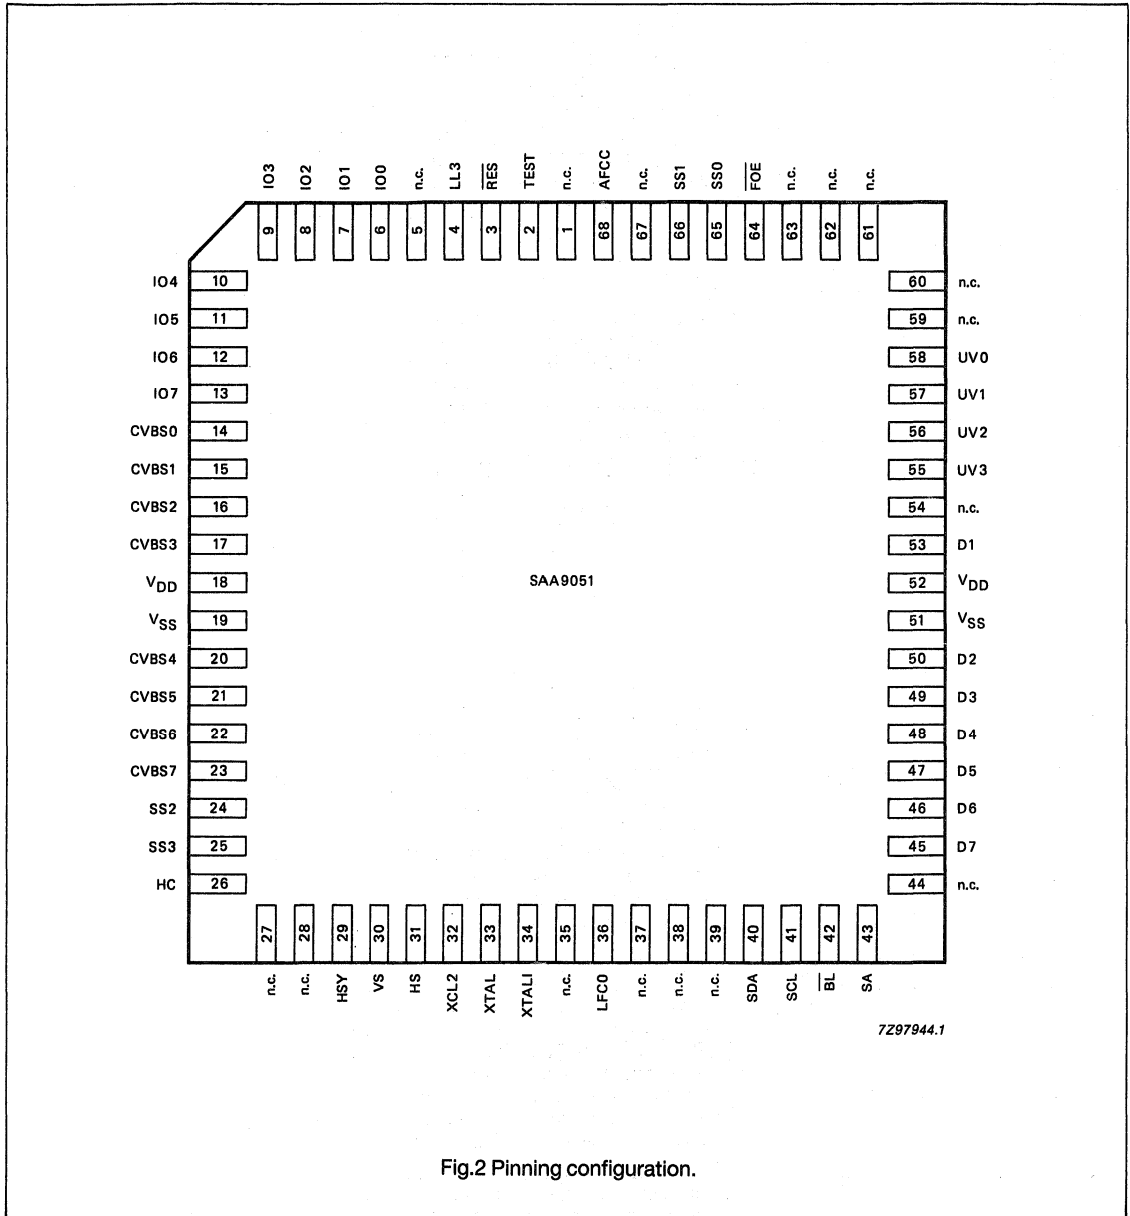 IO3 IO2 IO1 IO0 n.c. LL3 RES TEST n.c. AFCC n.c. SS1 SS0 FOE n.c. n.c. n.c.
9 8 7 6 5 4 3 2 1 68 67 66 65 64 63 62 61
IO4 10 60 n.c.
IO5 11 59 n.c.
IO6 12 58 UV0
IO7 13 57 UV1
CVBS0 14 56 UV2
CVBS1 15 55 UV3
CVBS2 16 54 n.c.
CVBS3 17 53 D1
VDD 18 SAA9051 52 VDD
VSS 19 51 VSS
CVBS4 20 50 D2
CVBS5 21 49 D3
CVBS6 22 48 D4
CVBS7 23 47 D5
SS2 24 46 D6
SS3 25 45 D7
HC 26 44 n.c.
27 28 29 30 31 32 33 34 35 36 37 38 39 40 41 42 43
n.c. n.c. HSY VS HS XCL2 XTAL XTALI n.c. LFC0 n.c. n.c. n.c. SDA SCL BL SA
7Z97944.1
Fig.2 Pinning configuration.